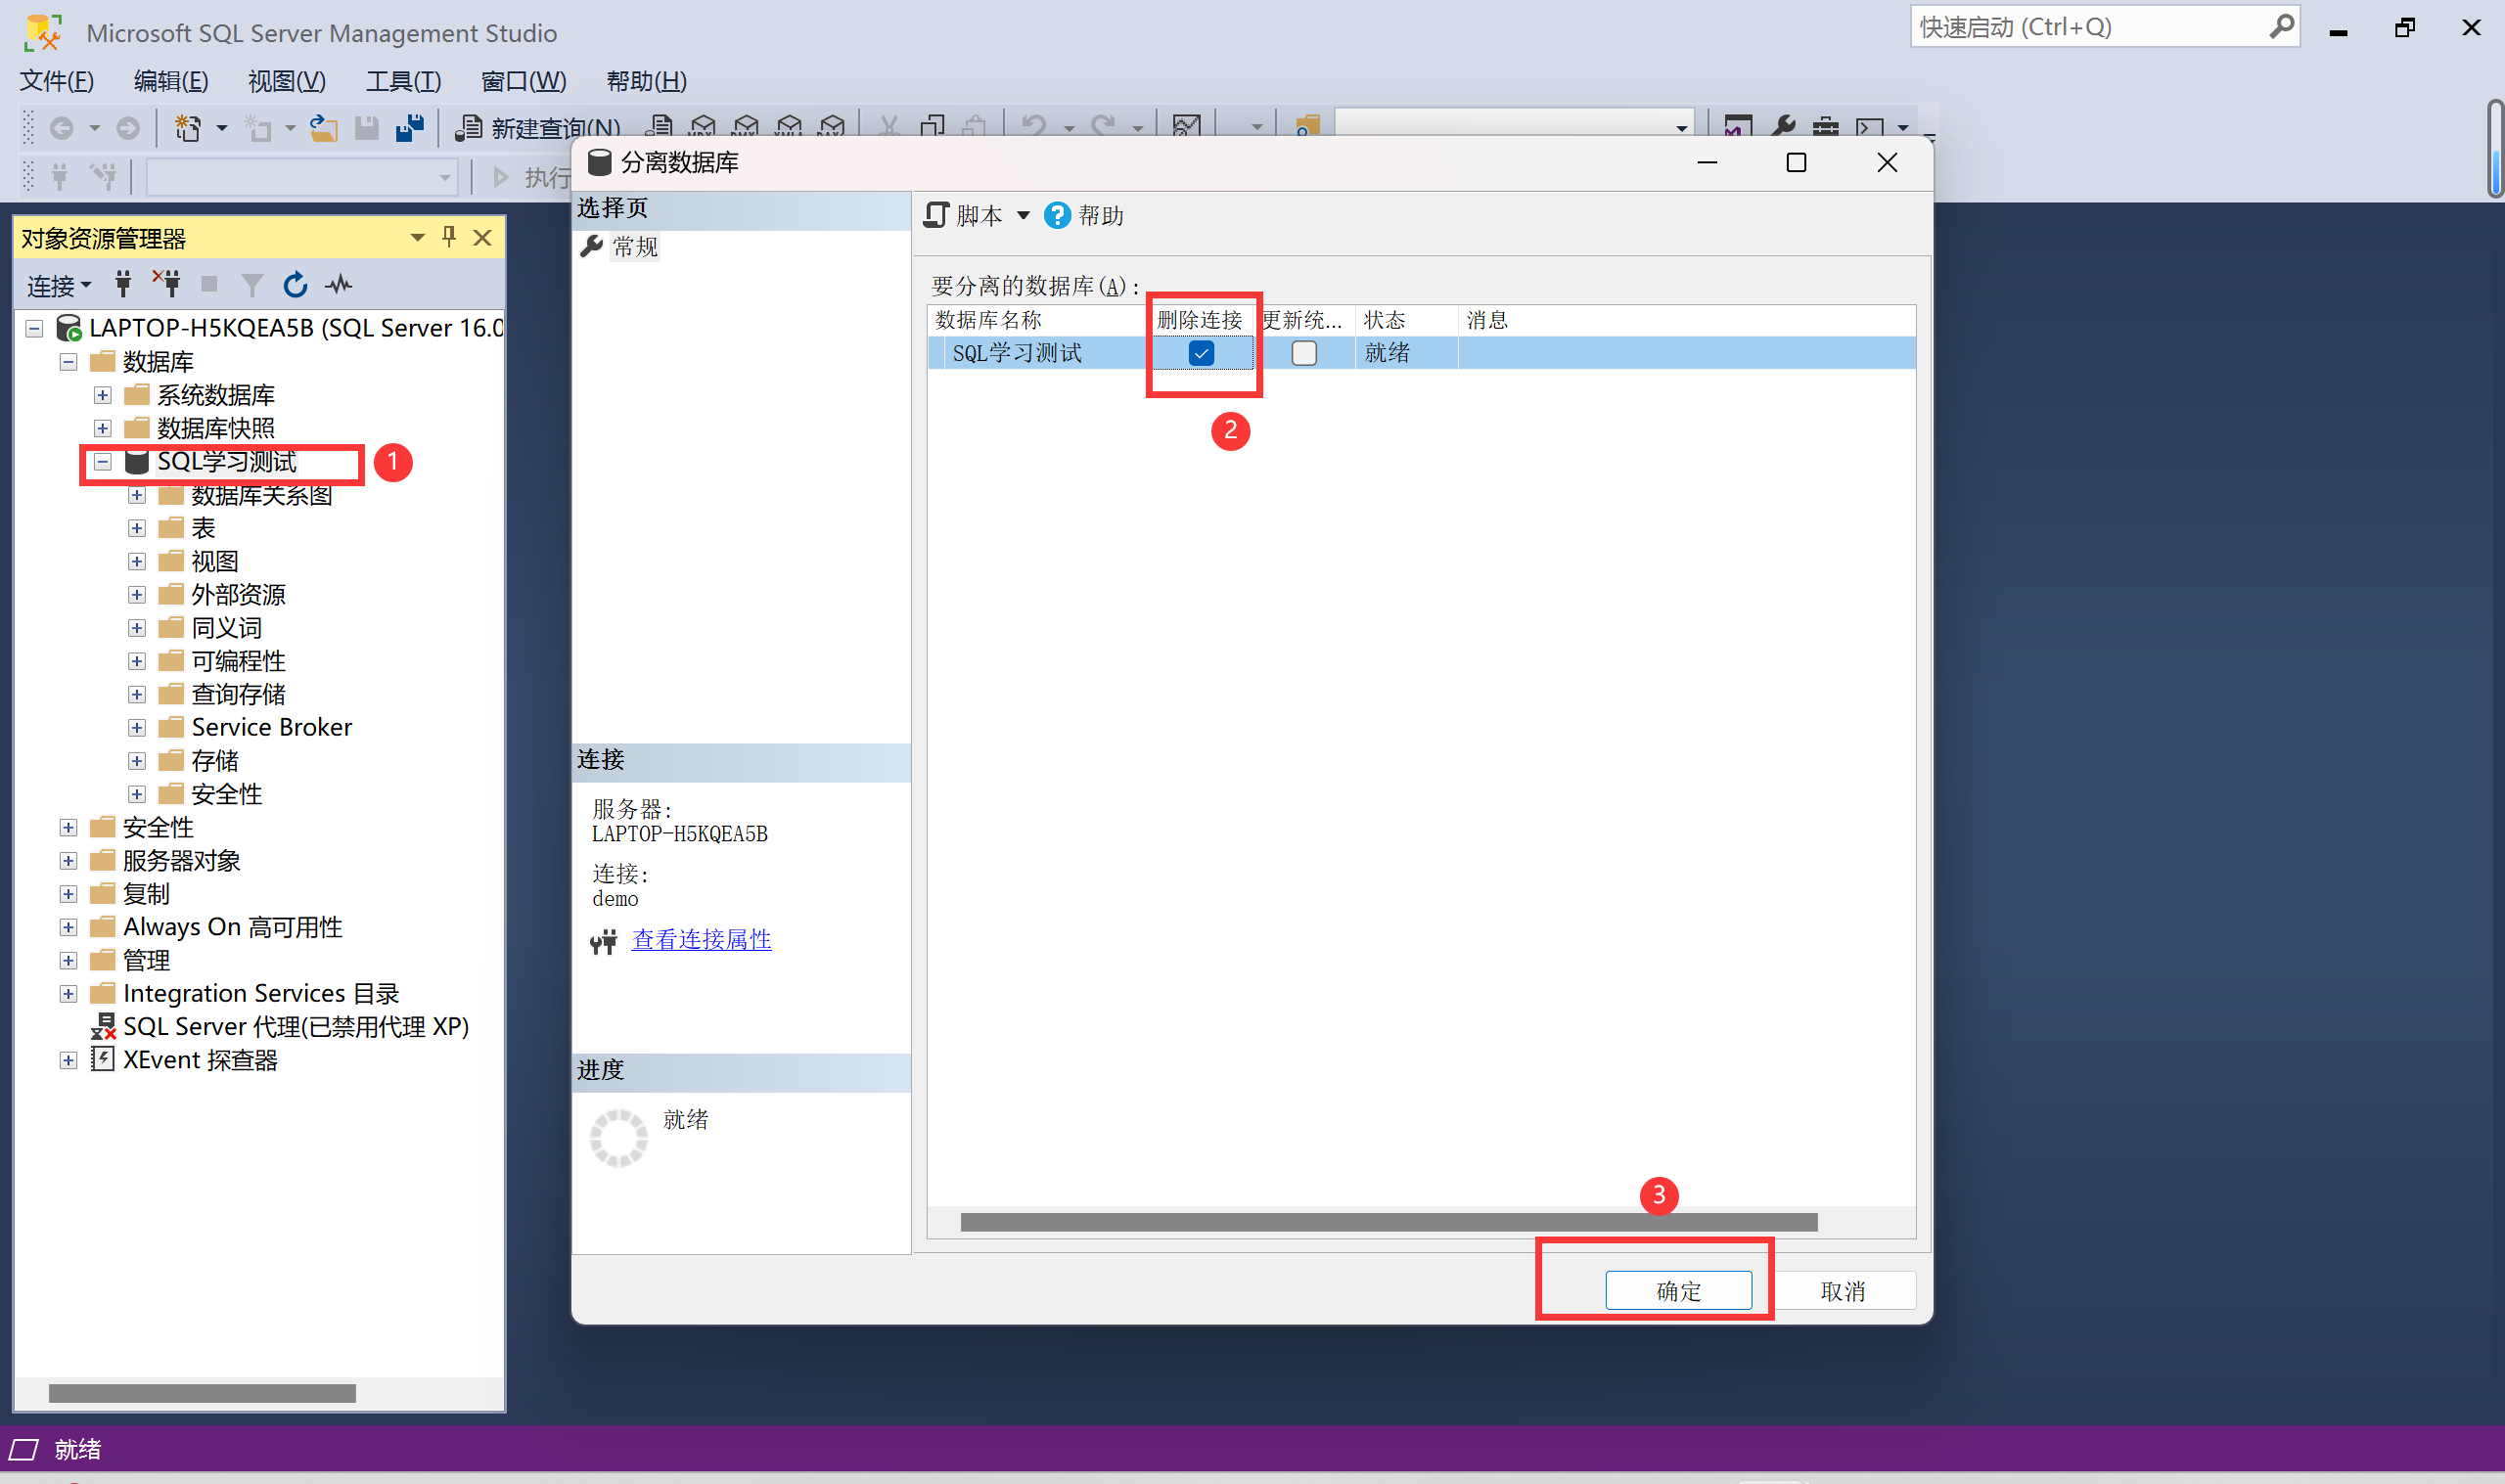 Microsoft SQL Server Management Studio
快速启动 (Ctrl+Q)
文件(F) 编辑(E) 视图(V) 工具(T) 窗口(W) 帮助(H)
新建查询(N)
执行
对象资源管理器
连接
LAPTOP-H5KQEA5B (SQL Server 16.0
数据库
系统数据库
数据库快照
SQL学习测试
1
数据库关系图
表
视图
外部资源
同义词
可编程性
查询存储
Service Broker
存储
安全性
安全性
服务器对象
复制
Always On 高可用性
管理
Integration Services 目录
SQL Server 代理(已禁用代理 XP)
XEvent 探查器
分离数据库
选择页
常规
连接
服务器:
LAPTOP-H5KQEA5B
连接:
demo
查看连接属性
进度
就绪
脚本 帮助
要分离的数据库(A):
数据库名称 删除连接 更新统... 状态 消息
SQL学习测试 就绪
2
3
确定 取消
就绪